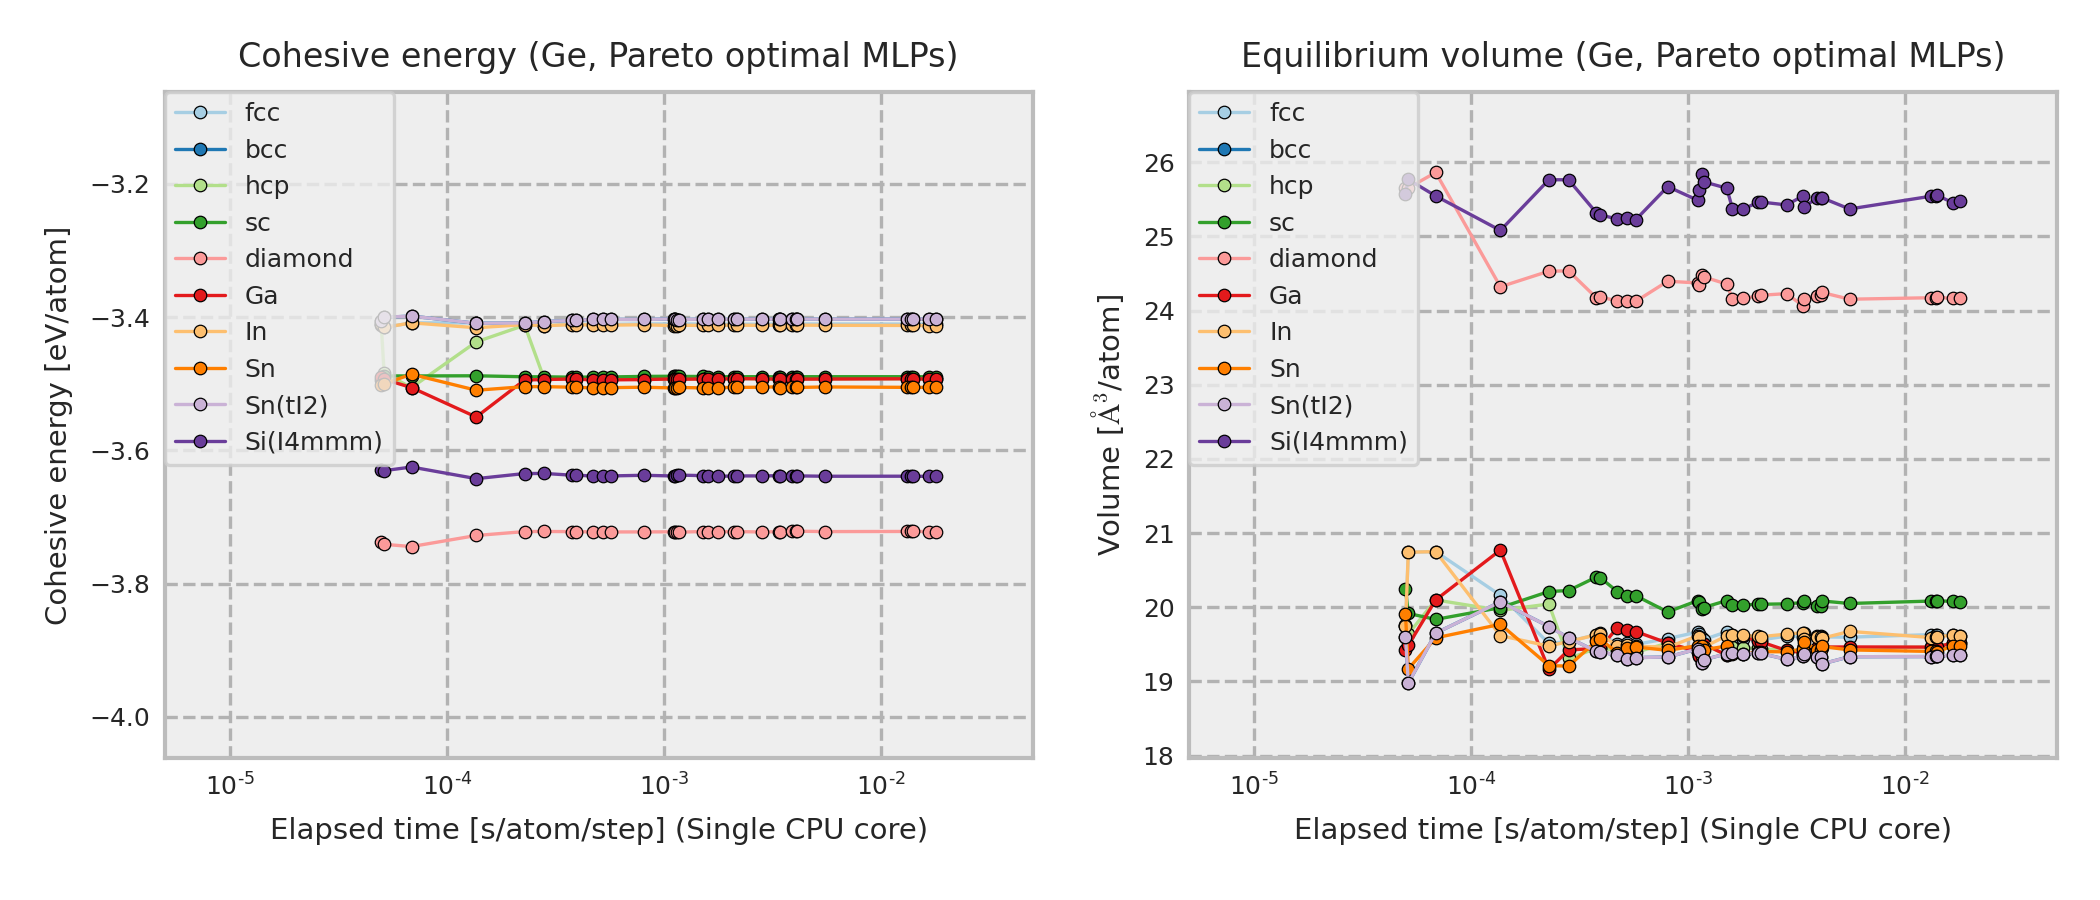 Cohesive energy (Ge, Pareto optimal MLPs)
Cohesive energy [eV/atom]
−3.2
−3.4
−3.6
−3.8
−4.0
fcc
bcc
hcp
sc
diamond
Ga
In
Sn
Sn(tI2)
Si(I4mmm)
10⁻⁵ 10⁻⁴ 10⁻³ 10⁻²
Elapsed time [s/atom/step] (Single CPU core)
Equilibrium volume (Ge, Pareto optimal MLPs)
Volume [Å³/atom]
26
25
24
23
22
21
20
19
18
fcc
bcc
hcp
sc
diamond
Ga
In
Sn
Sn(tI2)
Si(I4mmm)
10⁻⁵ 10⁻⁴ 10⁻³ 10⁻²
Elapsed time [s/atom/step] (Single CPU core)